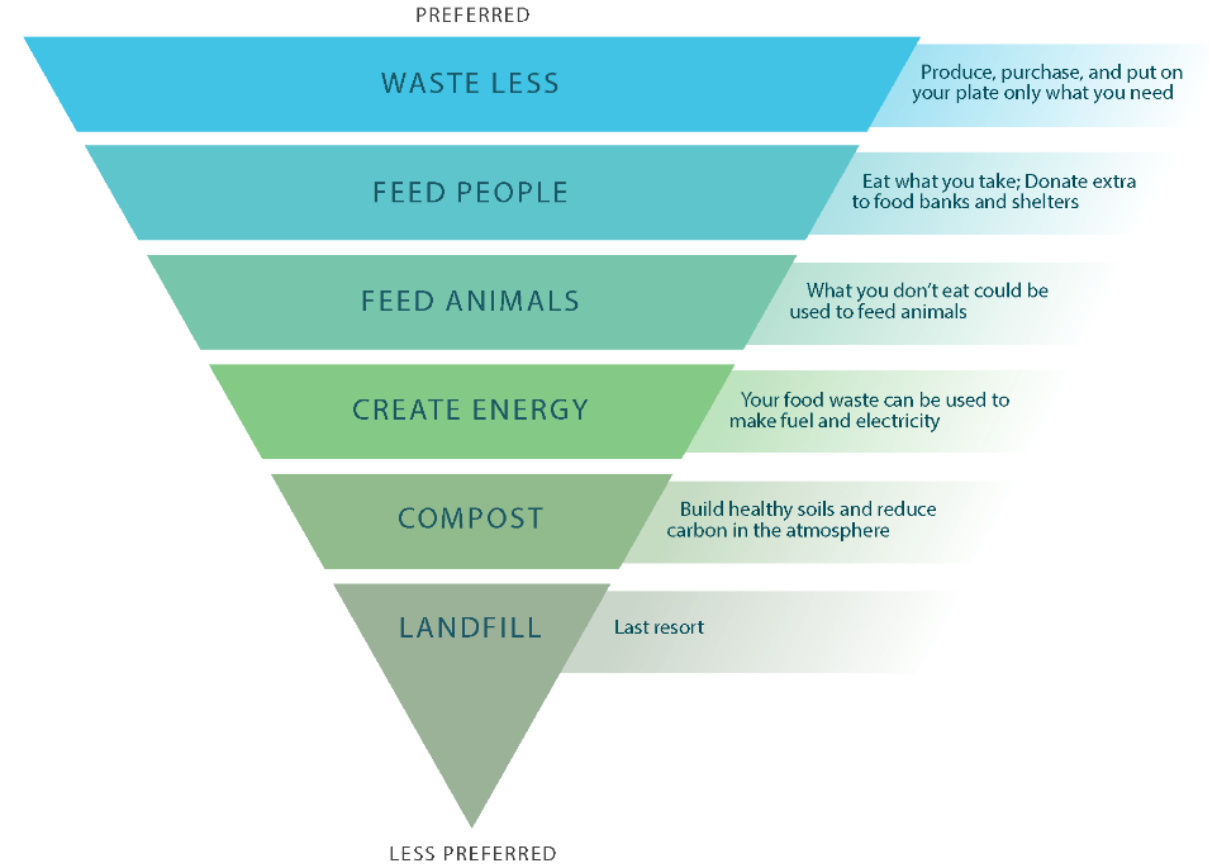 PREFERRED
WASTE LESS
Produce, purchase, and put on
your plate only what you need
FEED PEOPLE
Eat what you take; Donate extra
to food banks and shelters
FEED ANIMALS
What you don’t eat could be
used to feed animals
CREATE ENERGY
Your food waste can be used to
make fuel and electricity
COMPOST
Build healthy soils and reduce
carbon in the atmosphere
LANDFILL
Last resort
LESS PREFERRED